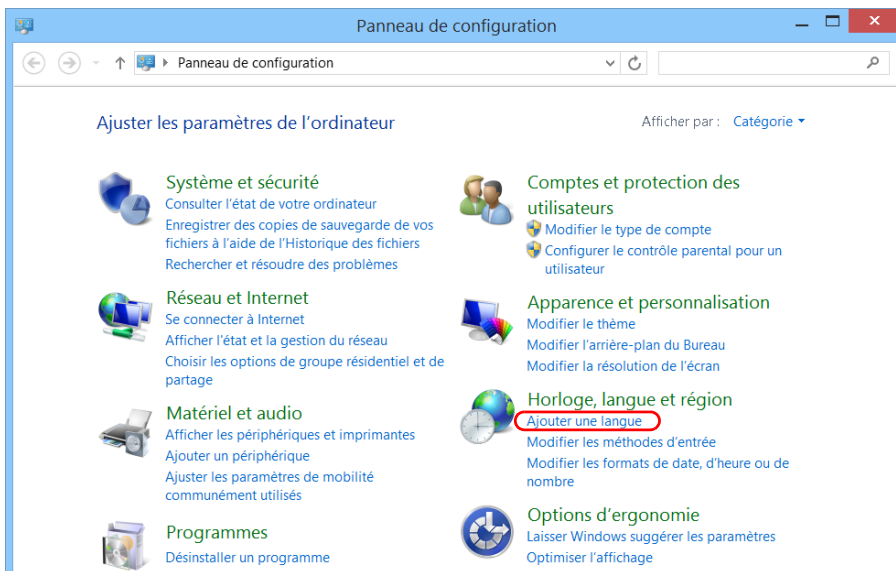 Panneau de configuration
Panneau de configuration
Ajuster les paramètres de l'ordinateur
Afficher par : Catégorie
Système et sécurité
Consulter l'état de votre ordinateur
Enregistrer des copies de sauvegarde de vos
fichiers à l'aide de l'Historique des fichiers
Rechercher et résoudre des problèmes
Réseau et Internet
Se connecter à Internet
Afficher l'état et la gestion du réseau
Choisir les options de groupe résidentiel et de
partage
Matériel et audio
Afficher les périphériques et imprimantes
Ajouter un périphérique
Ajuster les paramètres de mobilité
communément utilisés
Programmes
Désinstaller un programme
Comptes et protection des
utilisateurs
Modifier le type de compte
Configurer le contrôle parental pour un
utilisateur
Apparence et personnalisation
Modifier le thème
Modifier l'arrière-plan du Bureau
Modifier la résolution de l'écran
Horloge, langue et région
Ajouter une langue
Modifier les méthodes d'entrée
Modifier les formats de date, d'heure ou de
nombre
Options d'ergonomie
Laisser Windows suggérer les paramètres
Optimiser l'affichage